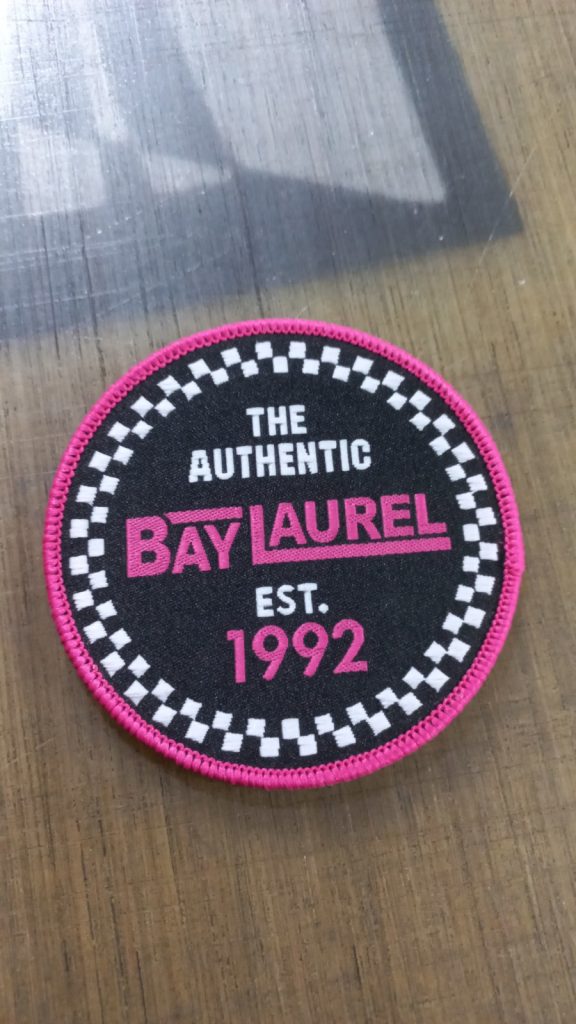 THE
AUTHENTIC
BAY LAUREL
EST.
1992